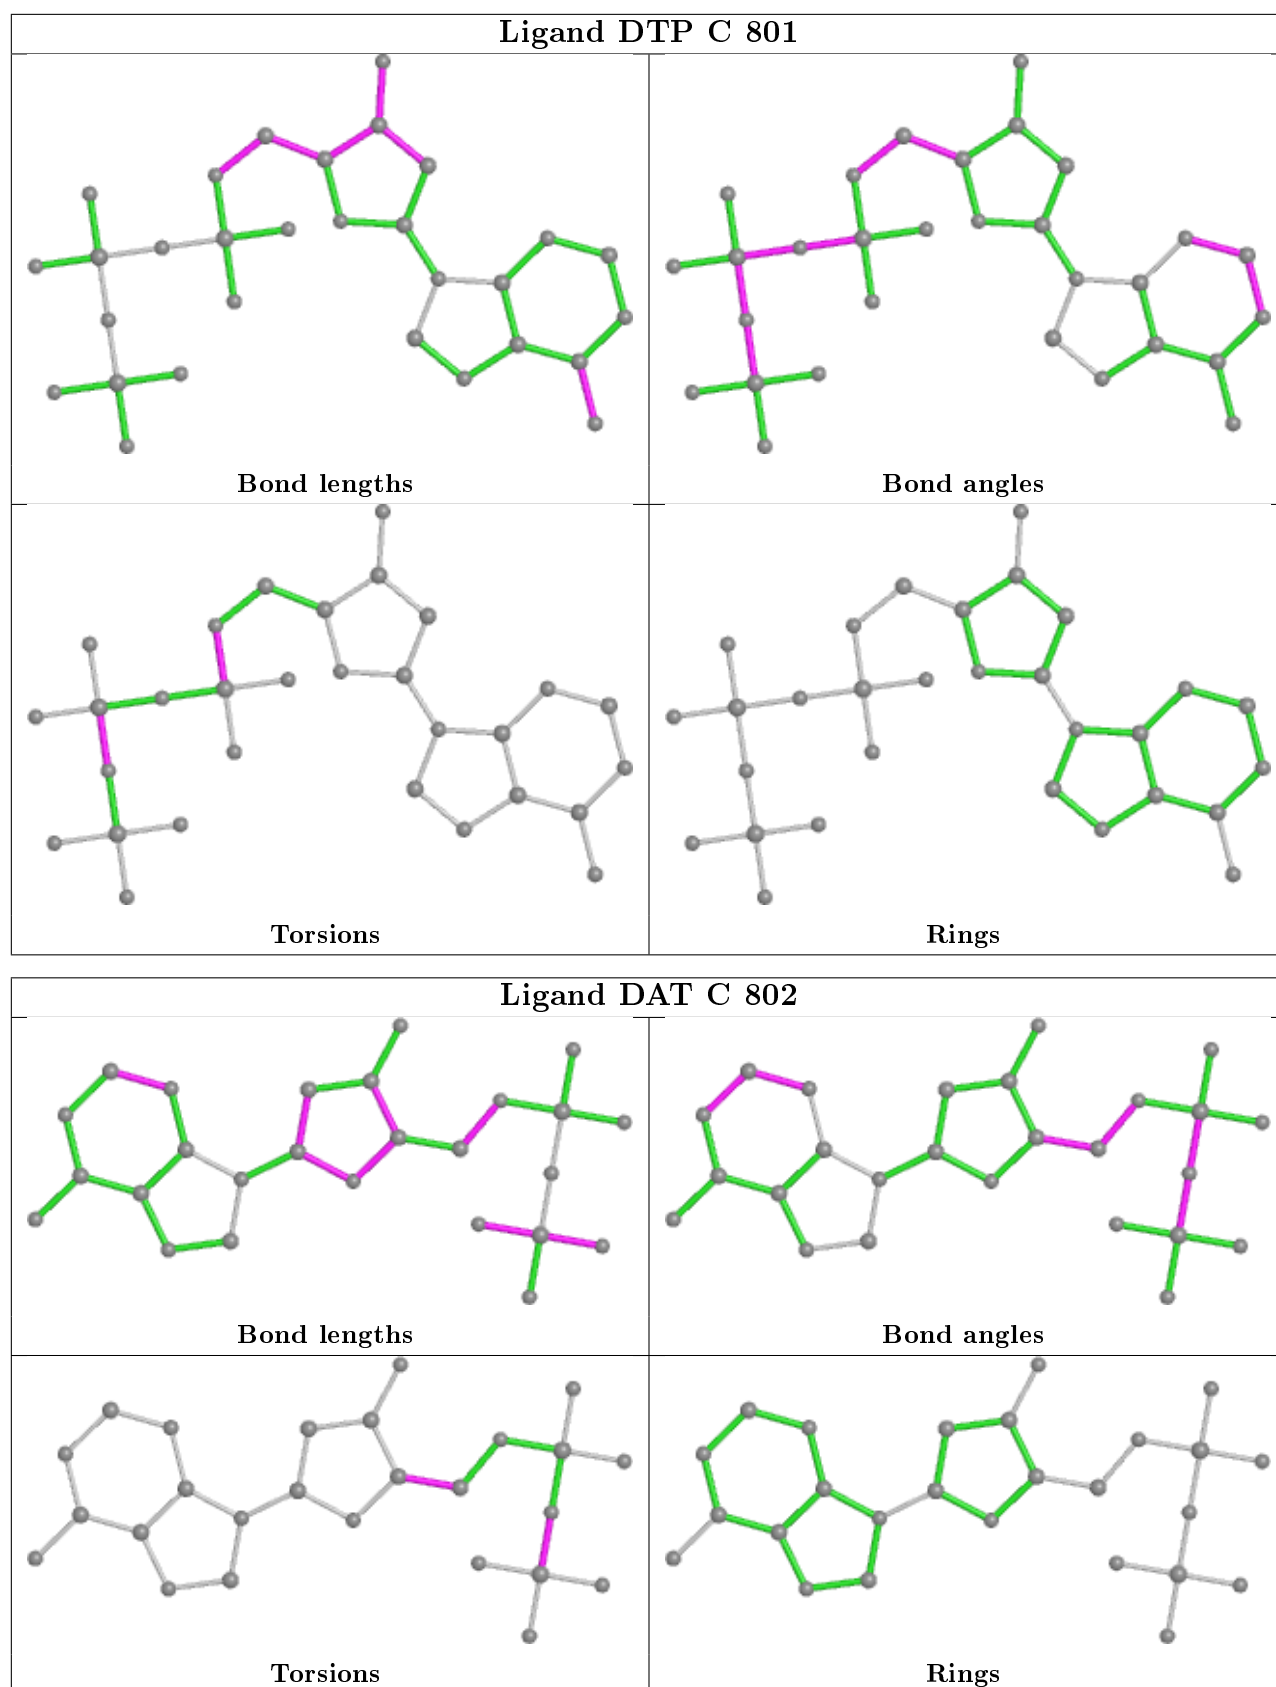 Ligand DTP C 801
Bond lengths
Bond angles
Torsions
Rings
Ligand DAT C 802
Bond lengths
Bond angles
Torsions
Rings